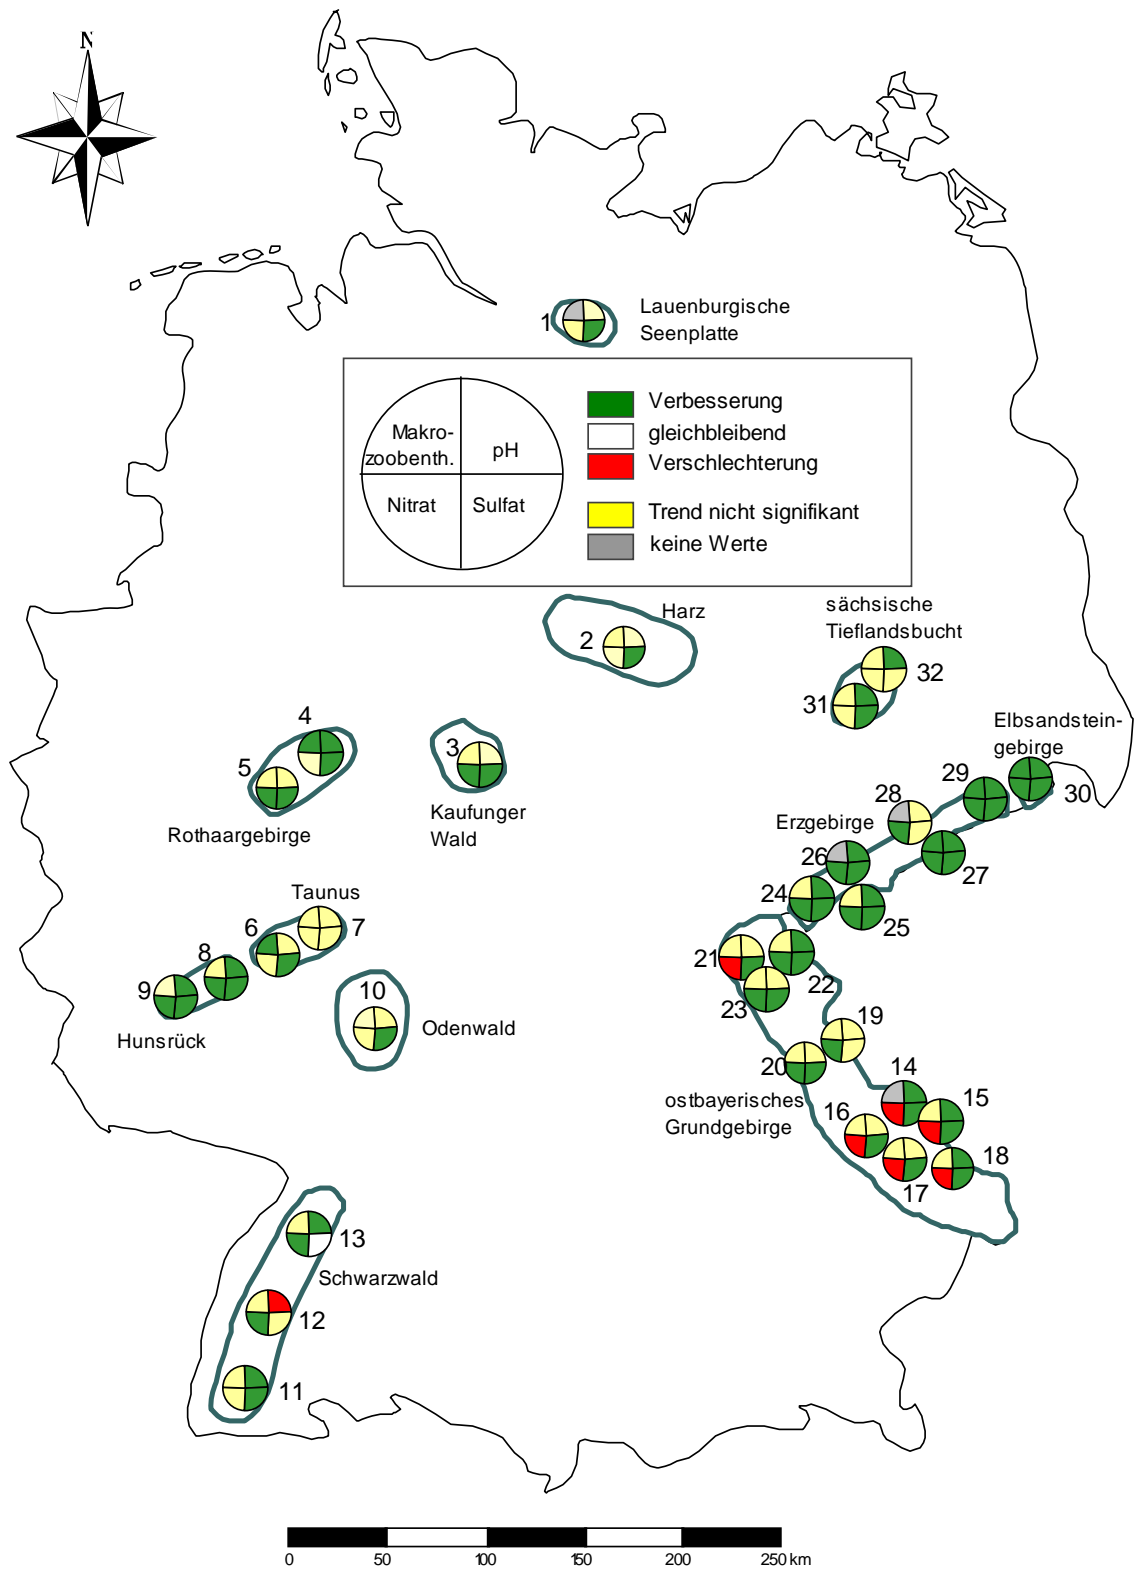 N
1
Lauenburgische
Seenplatte
Makro-
zoobenth.
pH
Nitrat
Sulfat
Verbesserung
gleichbleibend
Verschlechterung
Trend nicht signifikant
keine Werte
Harz
2
sächsische
Tieflandsbucht
32
31
4
5
Rothaargebirge
3
Kaufunger
Wald
Elbsandstein-
gebirge
29
30
28
Erzgebirge
26
27
24
25
Taunus
6
7
8
9
Hunsrück
10
Odenwald
21
22
23
19
20
ostbayerisches
Grundgebirge
14
15
16
17
18
13
Schwarzwald
12
11
0
50
100
150
200
250 km